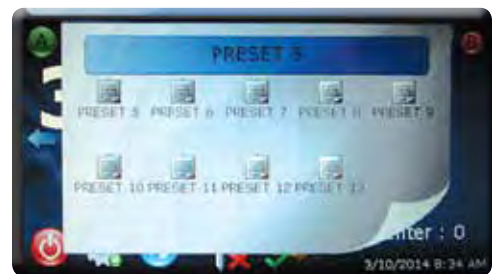 A
B
PRESET 5
PRESET 5 PRESET 6 PRESET 7 PRESET 8 PRESET 9
PRESET 10 PRESET 11 PRESET 12 PRESET 13
nter : 0
3/10/2014 8:34 AM